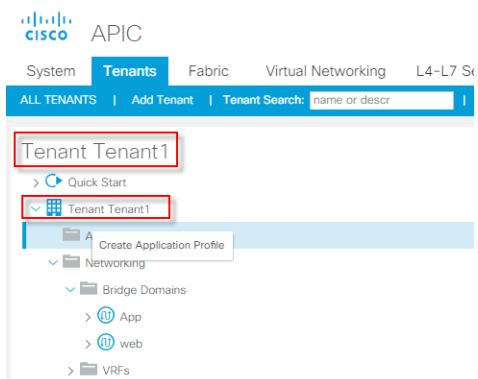 CISCO APIC
System Tenants Fabric Virtual Networking L4-L7 Se
ALL TENANTS | Add Tenant | Tenant Search: name or descr |
Tenant Tenant1
Quick Start
Tenant Tenant1
A
Create Application Profile
Networking
Bridge Domains
App
web
VRFs